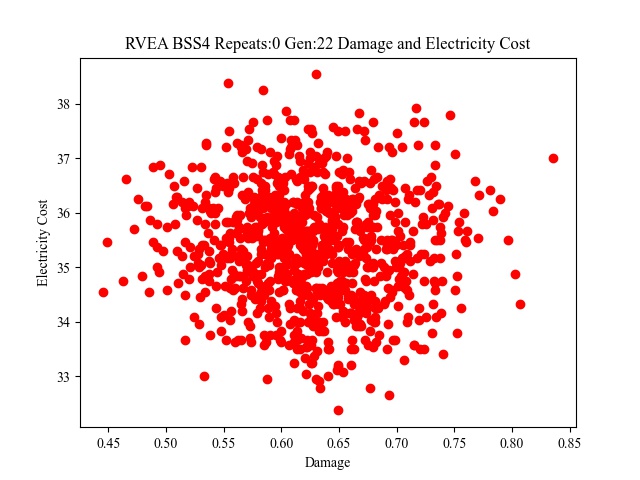 RVEA BSS4 Repeats:0 Gen:22 Damage and Electricity Cost
38
37
36
35
34
33
Electricity Cost
0.45 0.50 0.55 0.60 0.65 0.70 0.75 0.80 0.85
Damage